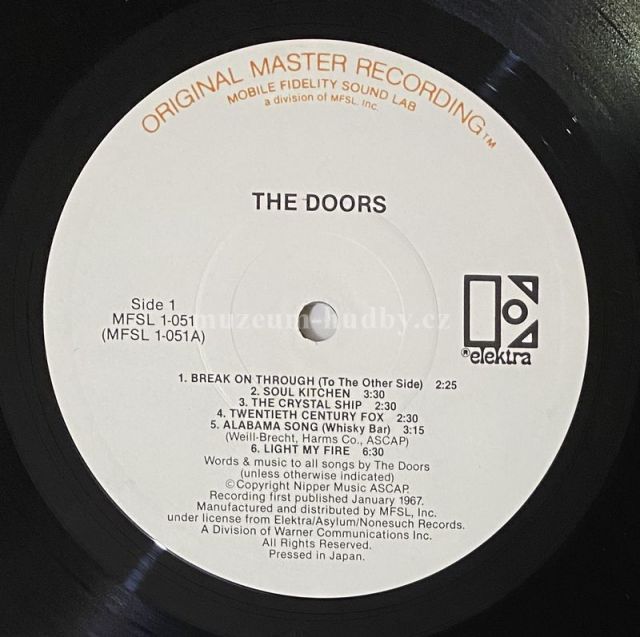 ORIGINAL MASTER RECORDING™
MOBILE FIDELITY SOUND LAB
a division of MFSL, Inc.
THE DOORS
Side 1
MFSL 1-051
(MFSL 1-051A)
muzeum-hudby.cz
®elektra
1. BREAK ON THROUGH (To The Other Side) 2:25
2. SOUL KITCHEN 3:30
3. THE CRYSTAL SHIP 2:30
4. TWENTIETH CENTURY FOX 2:30
5. ALABAMA SONG (Whisky Bar) 3:15
(Weill-Brecht, Harms Co., ASCAP)
6. LIGHT MY FIRE 6:30
Words & music to all songs by The Doors
(unless otherwise indicated)
©Copyright Nipper Music ASCAP.
Recording first published January 1967.
Manufactured and distributed by MFSL, Inc.
under license from Elektra/Asylum/Nonesuch Records.
A Division of Warner Communications Inc.
All Rights Reserved.
Pressed in Japan.